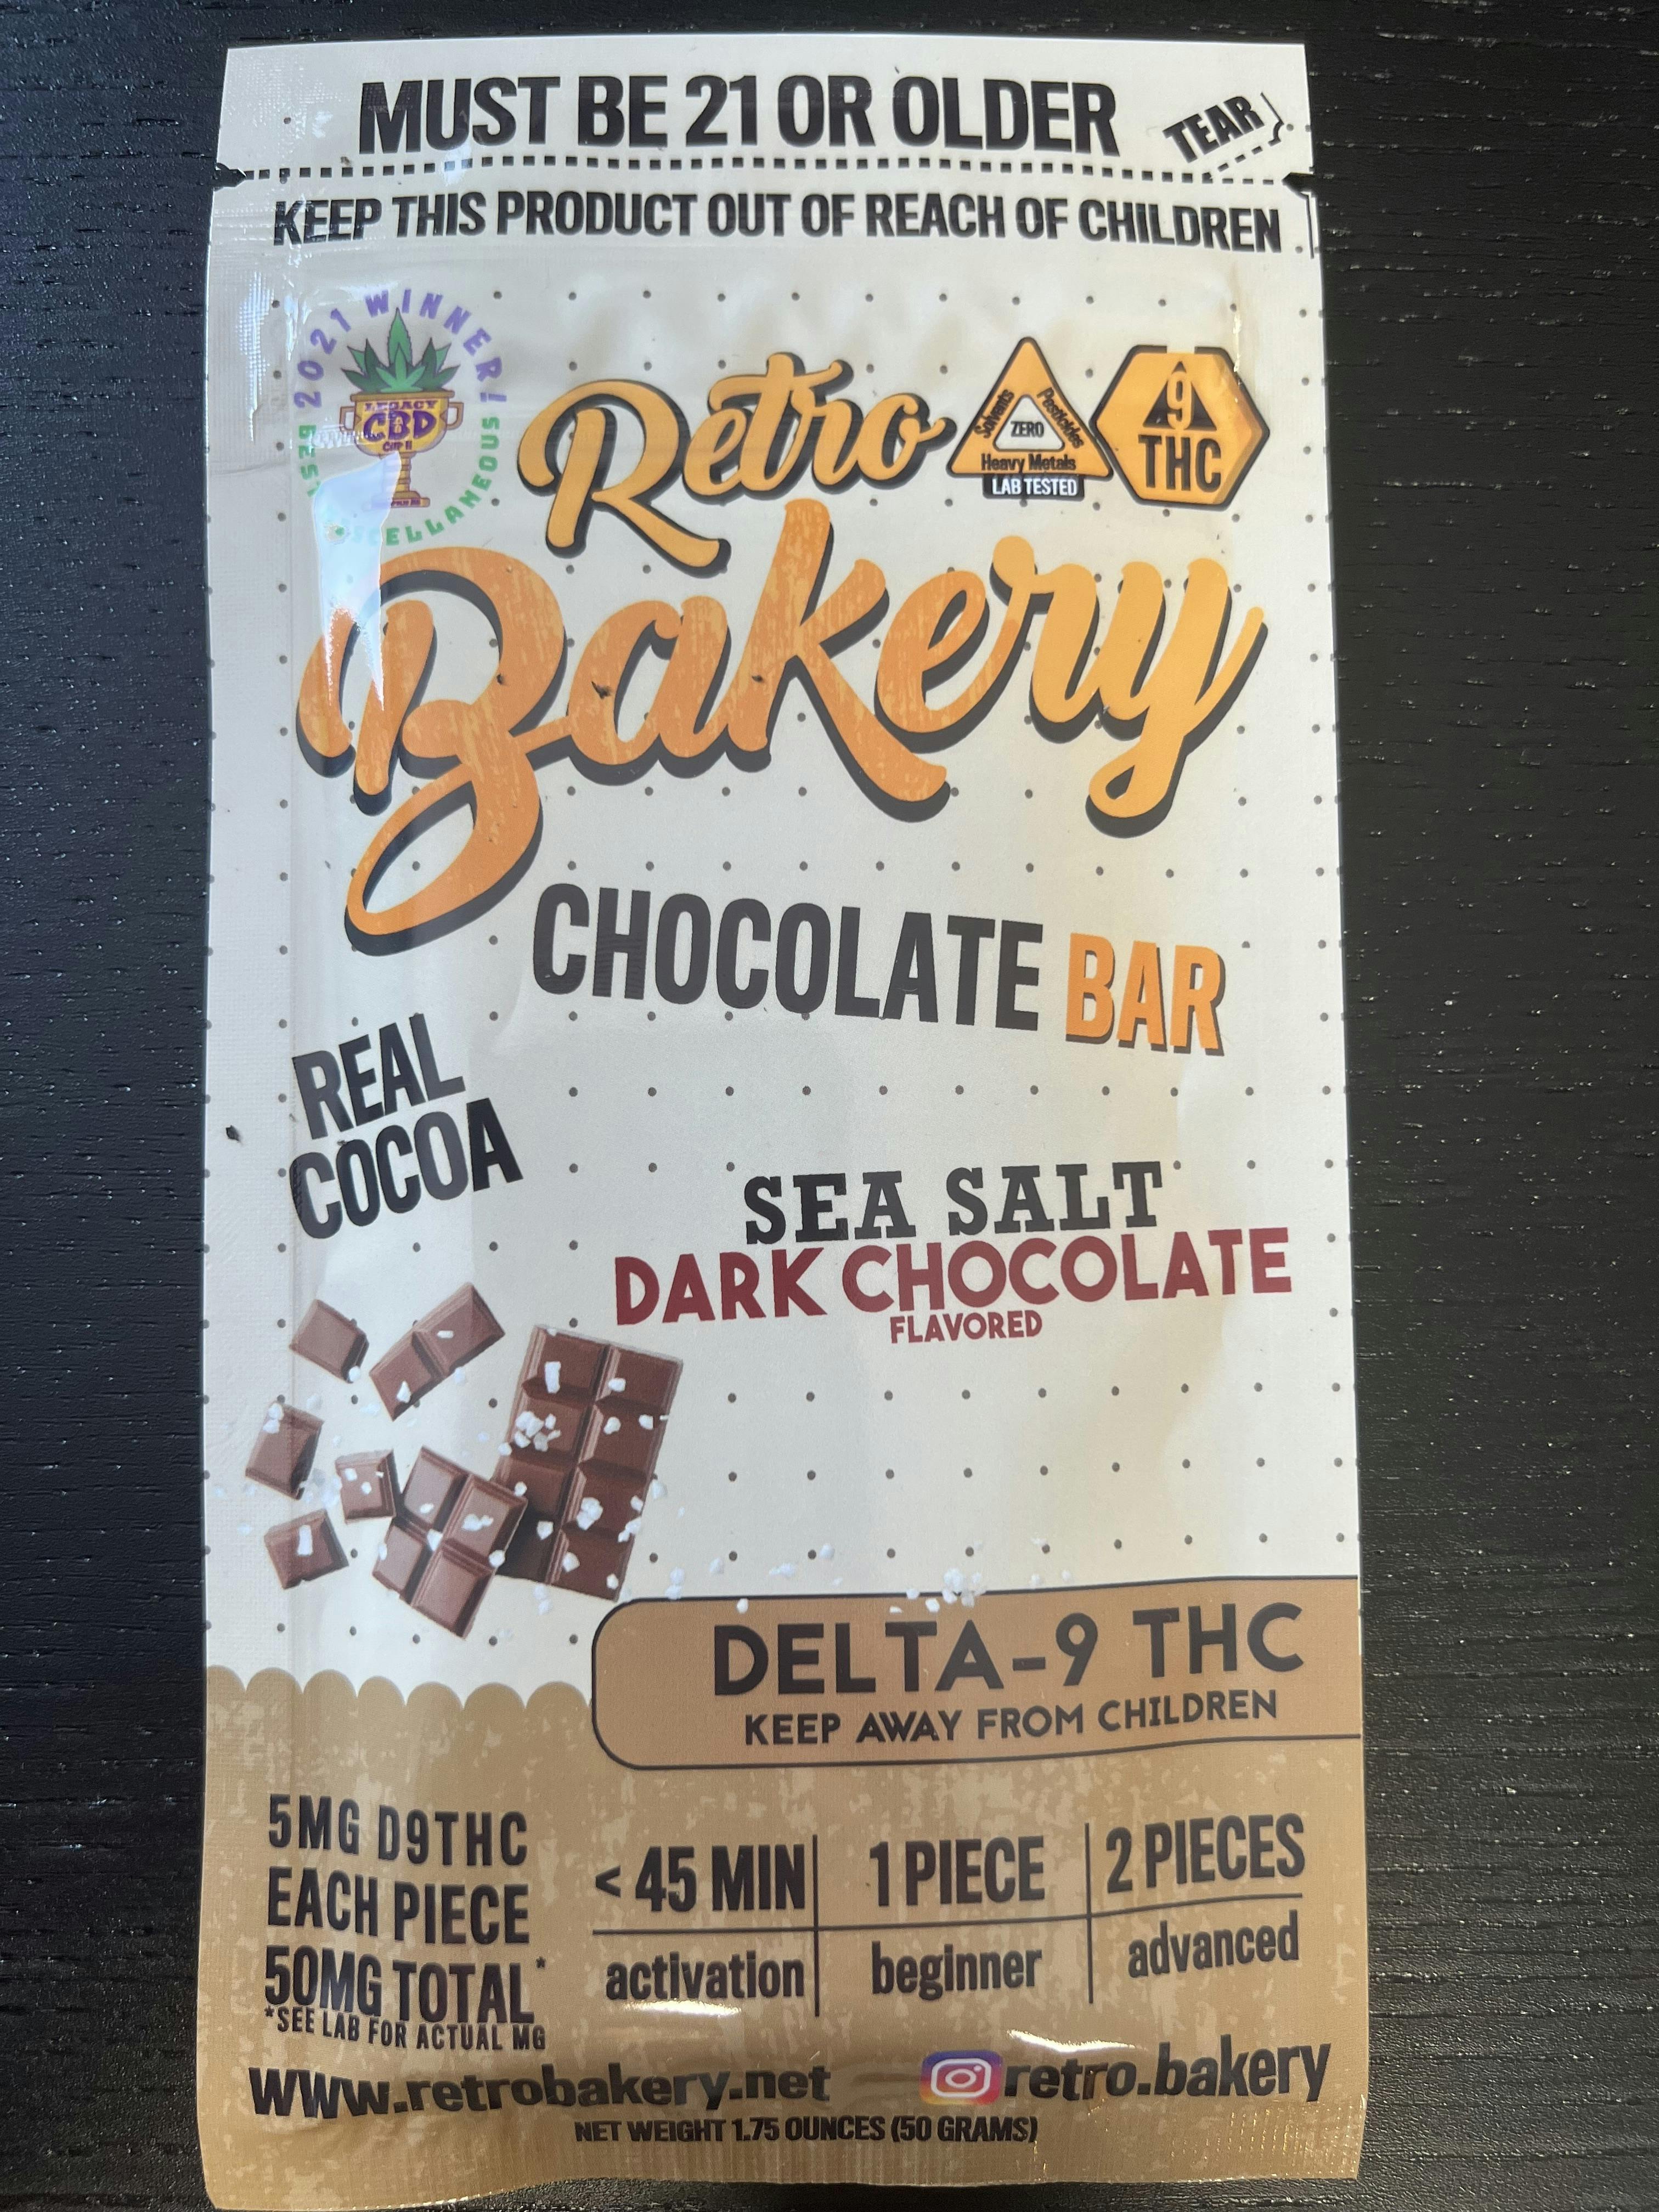 MUST BE 21 OR OLDER
TEAR
KEEP THIS PRODUCT OUT OF REACH OF CHILDREN
2021 WINNER!
LEGACY
CBD
CUP II
MISCELLANEOUS
Retro
Bakery
Solvents
Pesticides
ZERO
Heavy Metals
LAB TESTED
9
THC
CHOCOLATE BAR
REAL
COCOA
SEA SALT
DARK CHOCOLATE
FLAVORED
DELTA-9 THC
KEEP AWAY FROM CHILDREN
5MG D9THC
EACH PIECE
50MG TOTAL*
*SEE LAB FOR ACTUAL MG
< 45 MIN
activation
1 PIECE
beginner
2 PIECES
advanced
www.retrobakery.net
retro.bakery
NET WEIGHT 1.75 OUNCES (50 GRAMS)